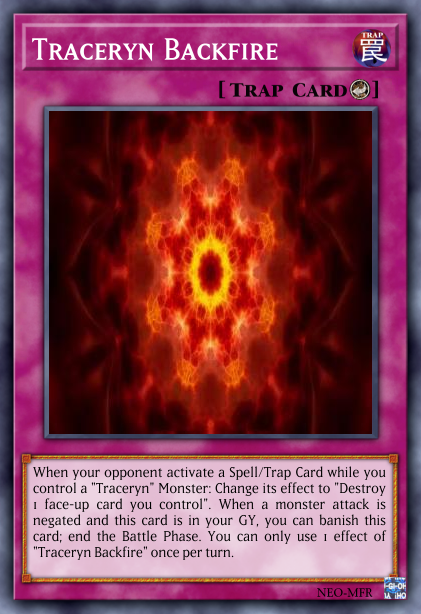 Traceryn Backfire
TRAP
罠
[Trap Card]
When your opponent activate a Spell/Trap Card while you
control a "Traceryn" Monster: Change its effect to "Destroy
1 face-up card you control". When a monster attack is
negated and this card is in your GY, you can banish this
card; end the Battle Phase. You can only use 1 effect of
"Traceryn Backfire" once per turn.
NEO-MFR